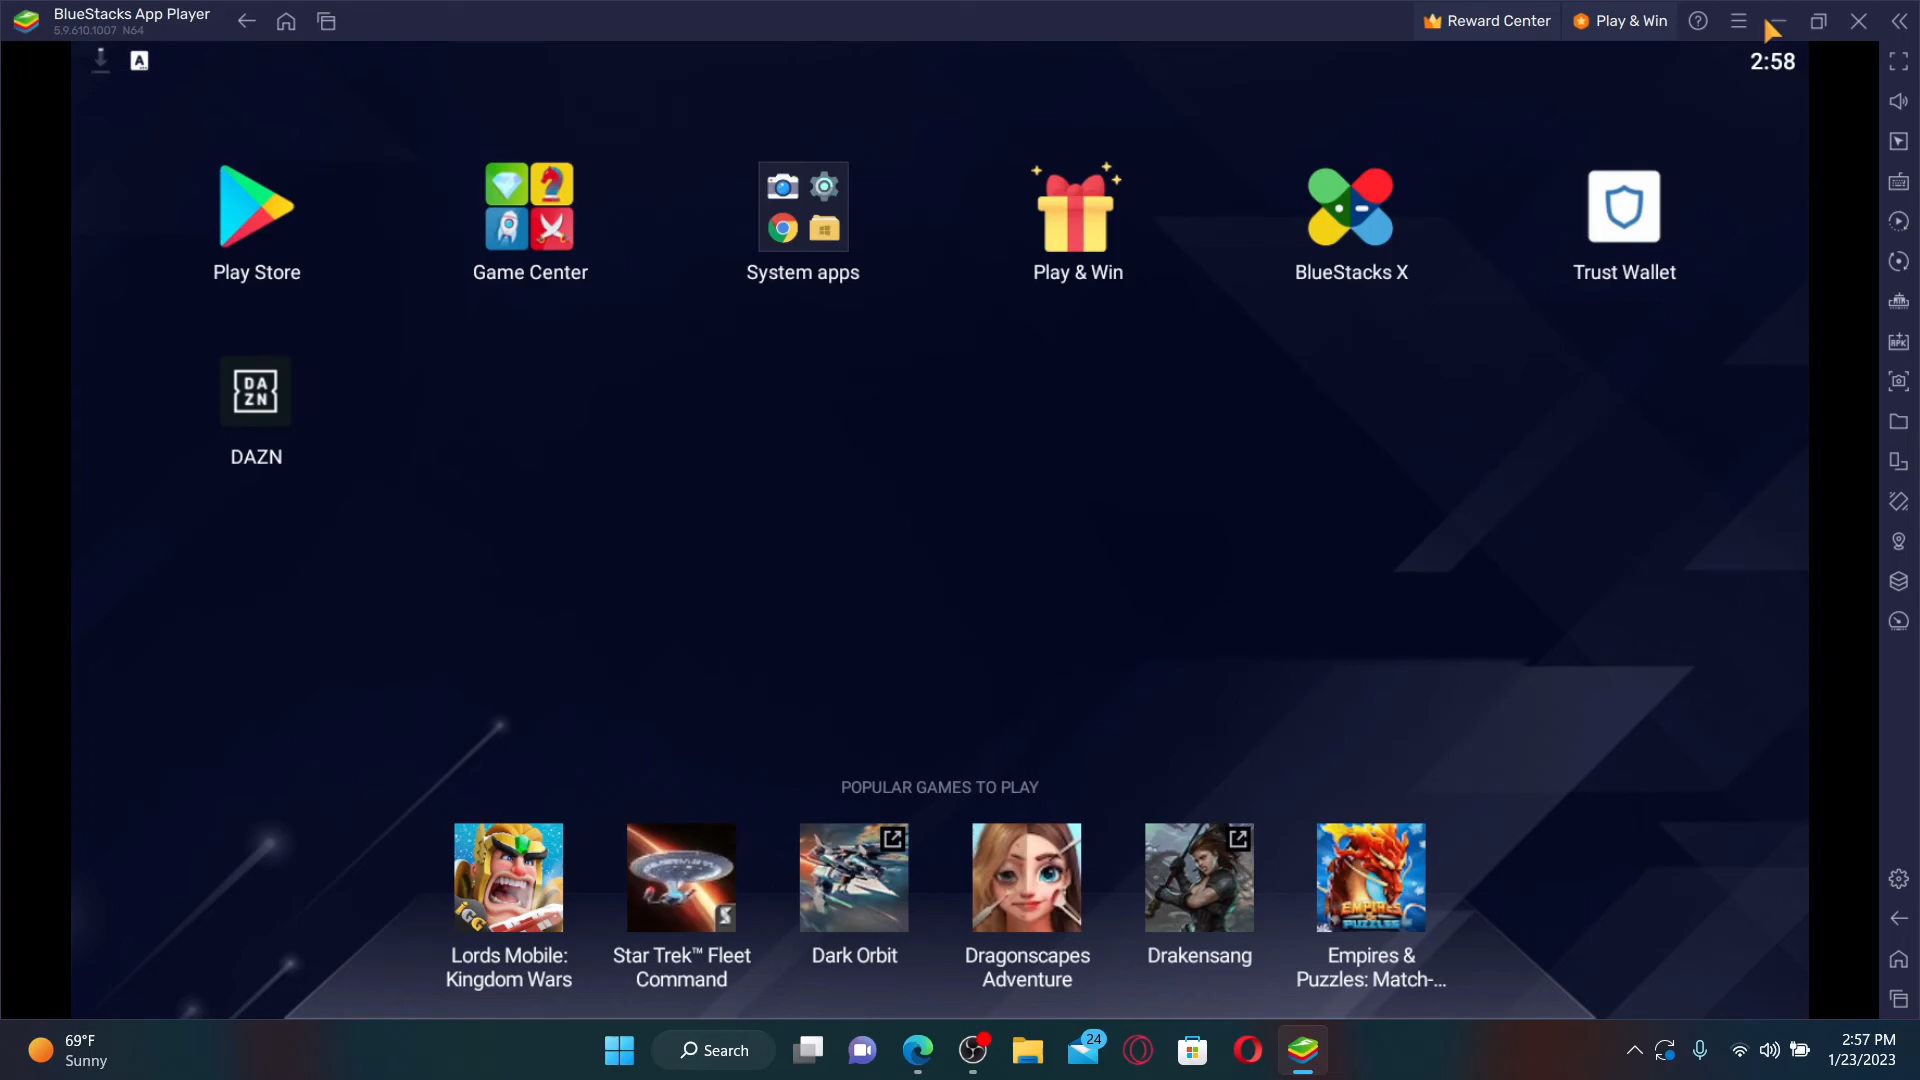 BlueStacks App Player
5.9.610.1007 N64
Reward Center
Play & Win
A
2:58
Play Store
Game Center
System apps
Play & Win
BlueStacks X
Trust Wallet
DA
ZN
DAZN
POPULAR GAMES TO PLAY
IGG
EMPIRES &
PUZZLES
Lords Mobile:
Kingdom Wars
Star Trek™ Fleet
Command
Dark Orbit
Dragonscapes
Adventure
Drakensang
Empires &
Puzzles: Match-...
69°F
Sunny
Search
24
2:57 PM
1/23/2023